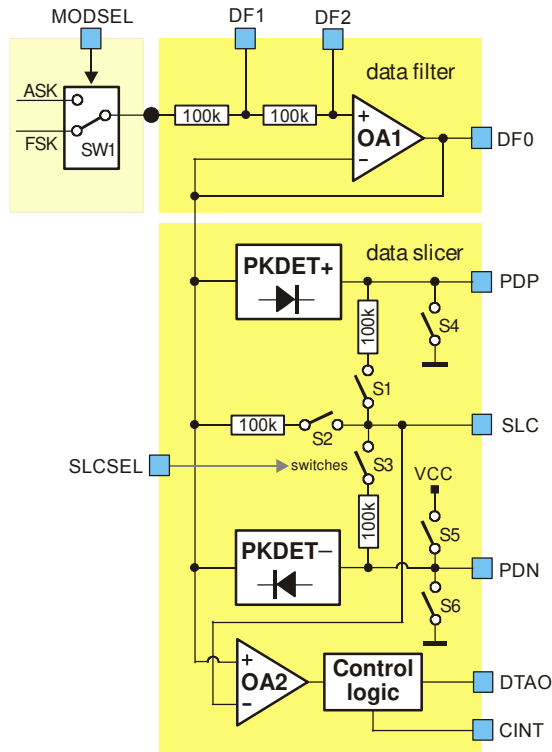 MODSEL
DF1
DF2
data filter
ASK
FSK
SW1
100k
100k
+
OA1
−
DF0
data slicer
PKDET+
PDP
100k
S4
S1
100k
S2
SLC
SLCSEL
switches
S3
VCC
100k
S5
PKDET−
PDN
S6
+
OA2
−
Control
logic
DTAO
CINT